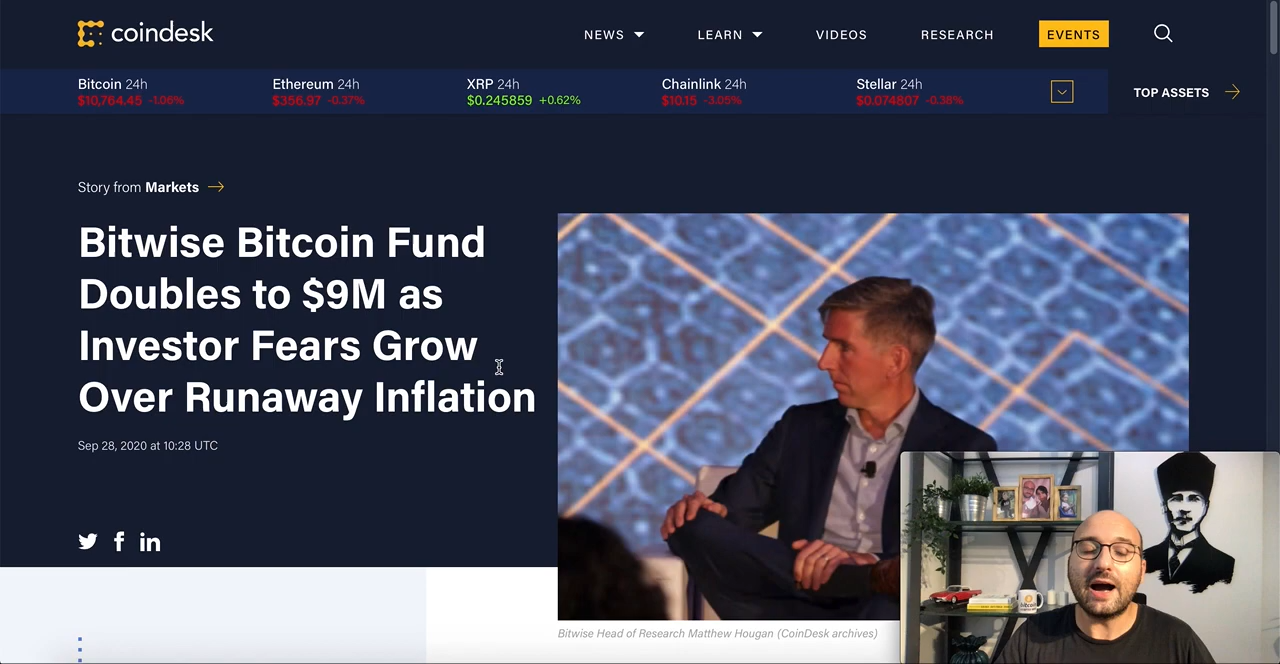 coindesk
NEWS LEARN VIDEOS RESEARCH EVENTS
Bitcoin 24h Ethereum 24h XRP 24h Chainlink 24h Stellar 24h
$10,764.45 -1.06% $356.97 -0.37% $0.245859 +0.62% $10.15 -3.05% $0.074807 -0.38%
TOP ASSETS
Story from Markets
Bitwise Bitcoin Fund
Doubles to $9M as
Investor Fears Grow
Over Runaway Inflation
Sep 28, 2020 at 10:28 UTC
Bitwise Head of Research Matthew Hougan (CoinDesk archives)
bitcoin